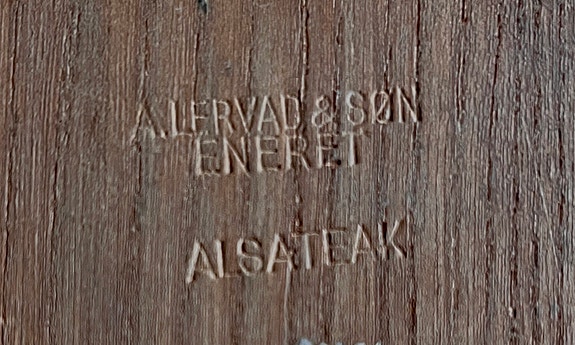 A. LERVAD & SØN
ENERET
ALSATEAK